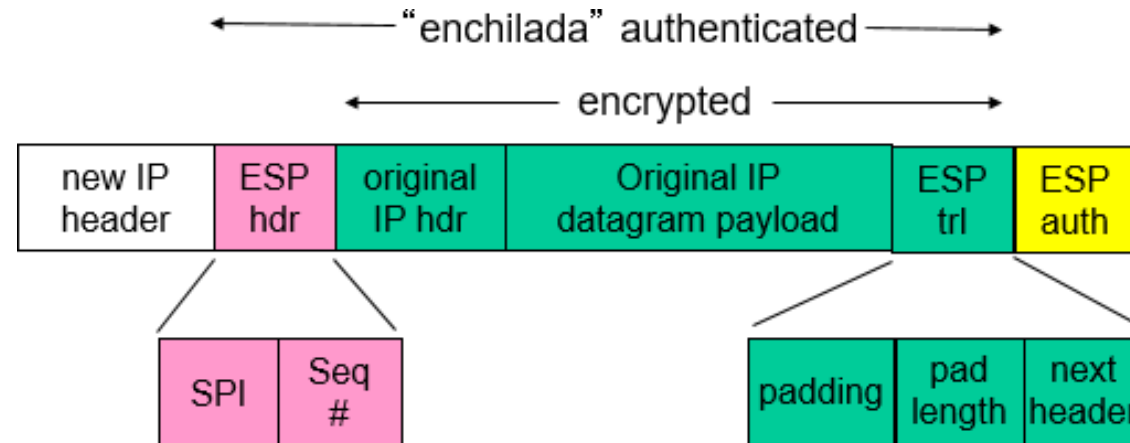 “enchilada” authenticated
encrypted
new IP
header
ESP
hdr
original
IP hdr
Original IP
datagram payload
ESP
trl
ESP
auth
SPI
Seq
#
padding
pad
length
next
header